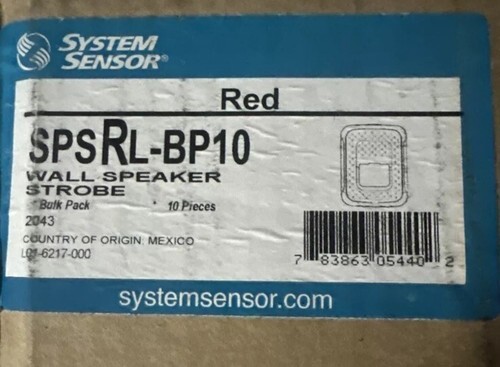 SYSTEM
SENSOR®
Red
SPSRL-BP10
WALL SPEAKER
STROBE
*Bulk Pack * 10 Pieces
2043
COUNTRY OF ORIGIN: MEXICO
L01-6217-000
7 83863 05440 2
systemsensor.com